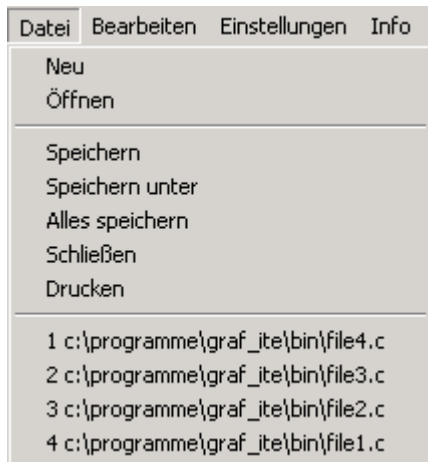 Datei Bearbeiten Einstellungen Info
Neu
Öffnen
Speichern
Speichern unter
Alles speichern
Schließen
Drucken
1 c:\programme\graf_ite\bin\file4.c
2 c:\programme\graf_ite\bin\file3.c
3 c:\programme\graf_ite\bin\file2.c
4 c:\programme\graf_ite\bin\file1.c